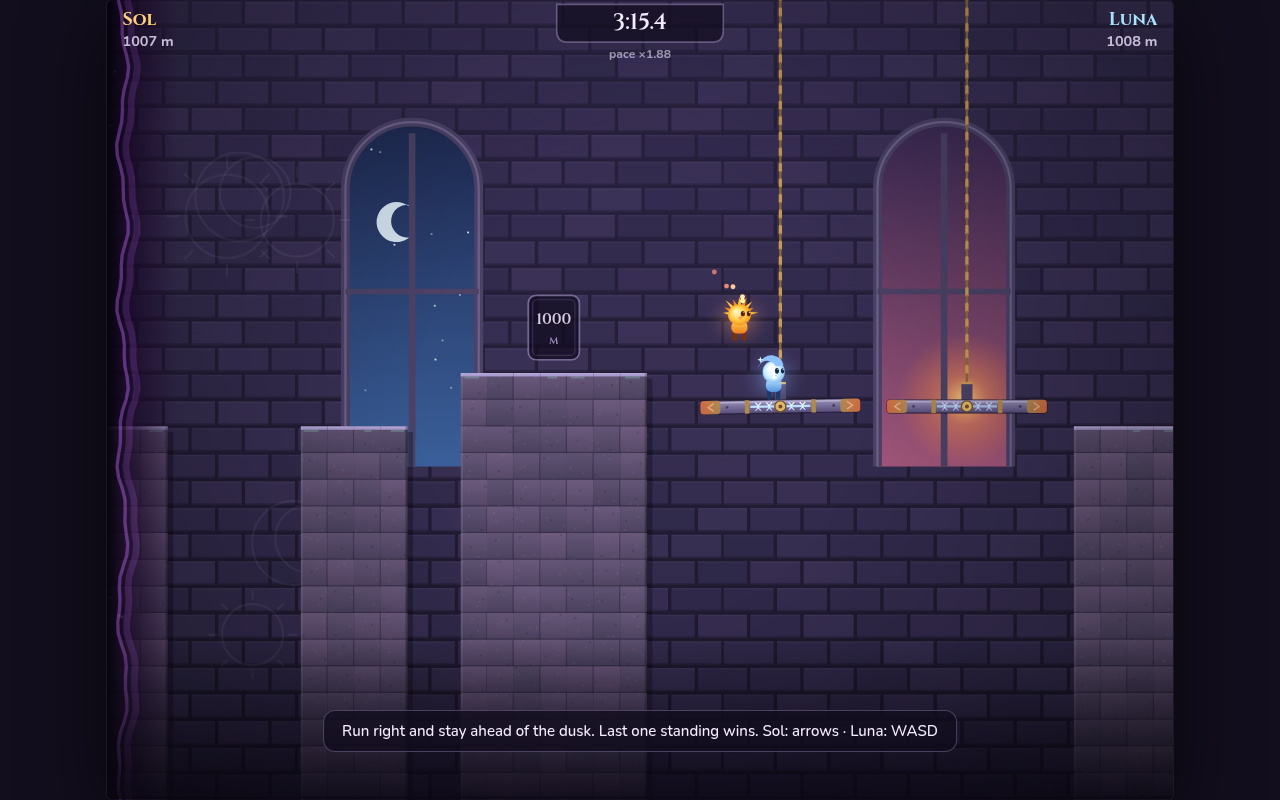 Sol
1007 m
3:15.4
pace ×1.88
Luna
1008 m
1000
M
Run right and stay ahead of the dusk. Last one standing wins. Sol: arrows · Luna: WASD